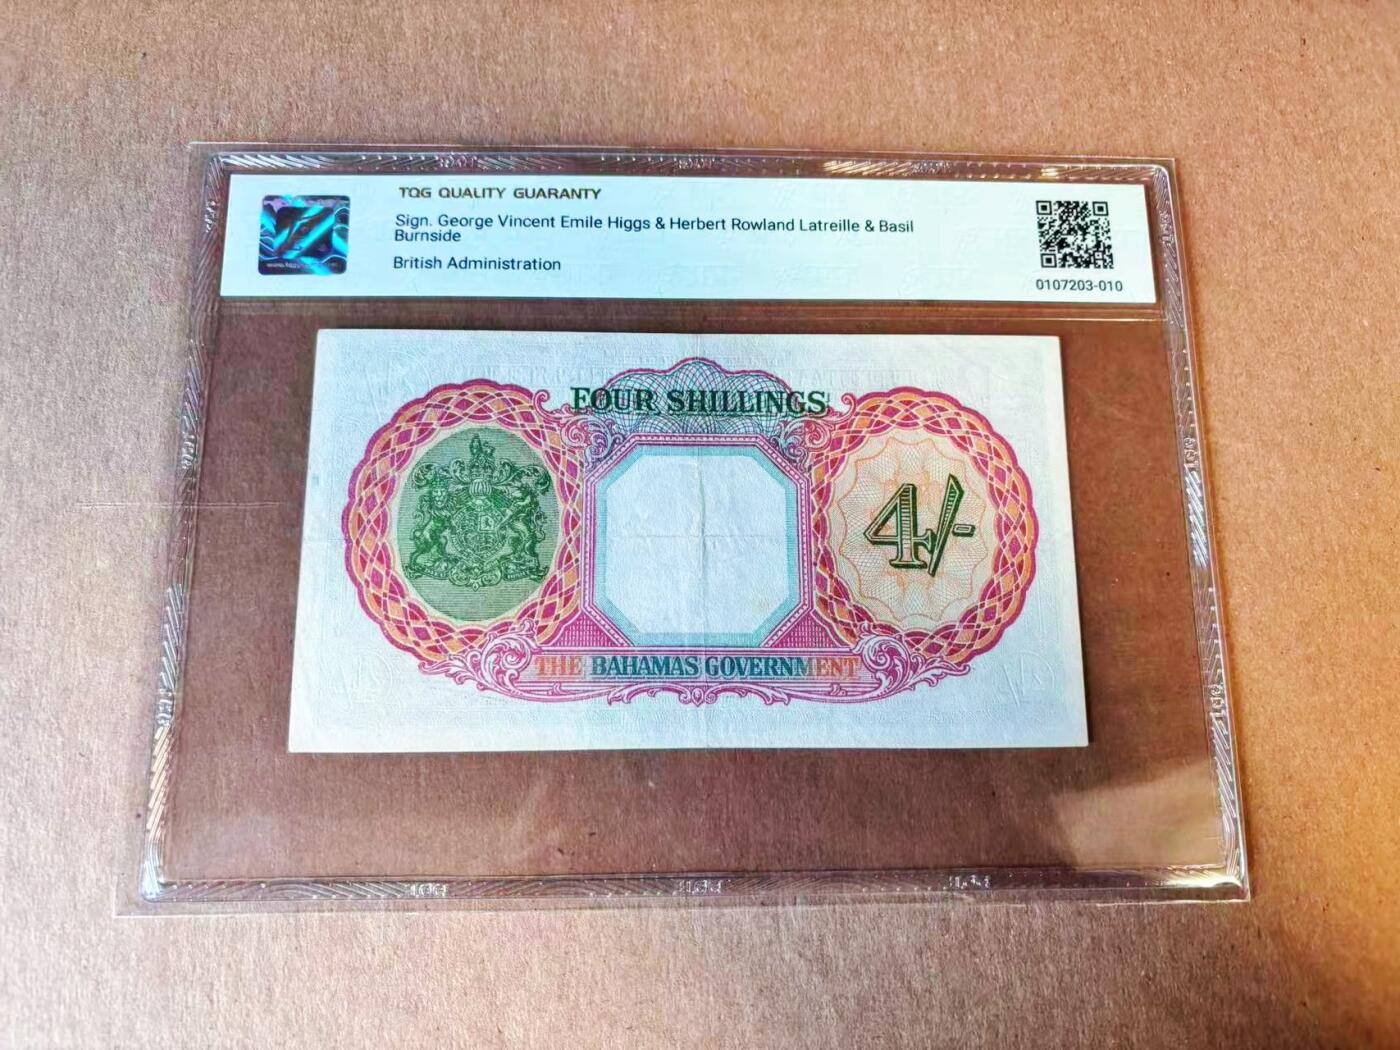 TQG QUALITY GUARANTY
Sign. George Vincent Emile Higgs & Herbert Rowland Latreille & Basil
Burnside
British Administration
0107203-010
FOUR SHILLINGS
4/-
THE BAHAMAS GOVERNMENT